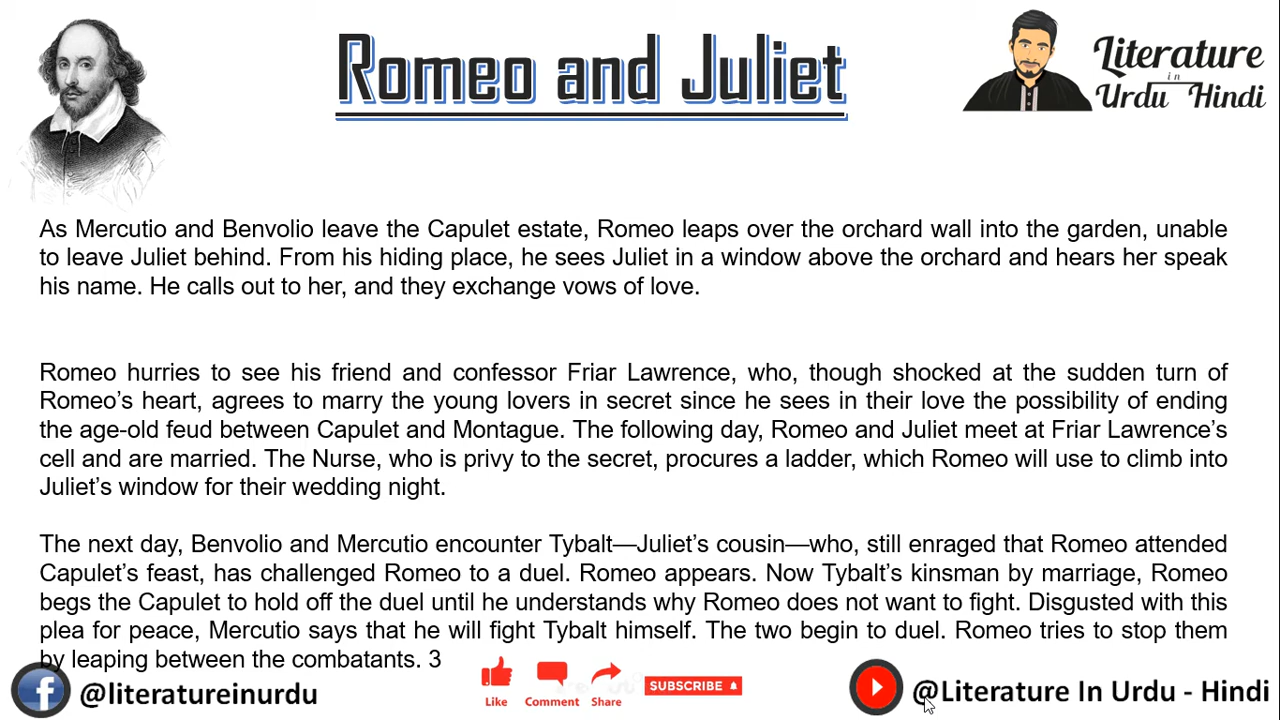 Romeo and Juliet
Literature
in
Urdu Hindi
As Mercutio and Benvolio leave the Capulet estate, Romeo leaps over the orchard wall into the garden, unable
to leave Juliet behind. From his hiding place, he sees Juliet in a window above the orchard and hears her speak
his name. He calls out to her, and they exchange vows of love.
Romeo hurries to see his friend and confessor Friar Lawrence, who, though shocked at the sudden turn of
Romeo’s heart, agrees to marry the young lovers in secret since he sees in their love the possibility of ending
the age-old feud between Capulet and Montague. The following day, Romeo and Juliet meet at Friar Lawrence’s
cell and are married. The Nurse, who is privy to the secret, procures a ladder, which Romeo will use to climb into
Juliet’s window for their wedding night.
The next day, Benvolio and Mercutio encounter Tybalt—Juliet’s cousin—who, still enraged that Romeo attended
Capulet’s feast, has challenged Romeo to a duel. Romeo appears. Now Tybalt’s kinsman by marriage, Romeo
begs the Capulet to hold off the duel until he understands why Romeo does not want to fight. Disgusted with this
plea for peace, Mercutio says that he will fight Tybalt himself. The two begin to duel. Romeo tries to stop them
by leaping between the combatants. 3
@literatureinurdu
Like
Comment
Share
SUBSCRIBE
@Literature In Urdu - Hindi